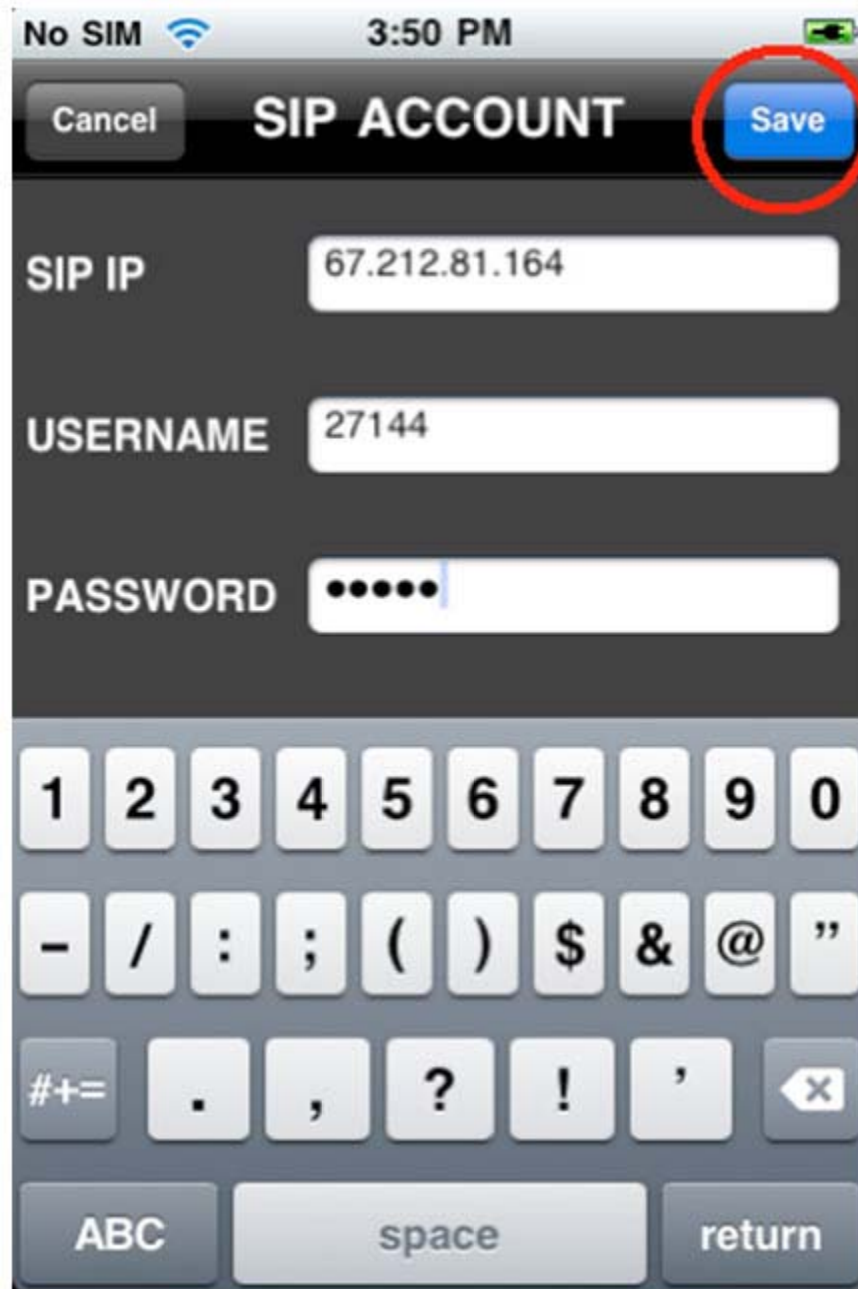 No SIM 3:50 PM
Cancel SIP ACCOUNT Save
SIP IP 67.212.81.164
USERNAME 27144
PASSWORD •••••
1 2 3 4 5 6 7 8 9 0
- / : ; ( ) $ & @ ”
#+= . , ? ! ’
ABC space return